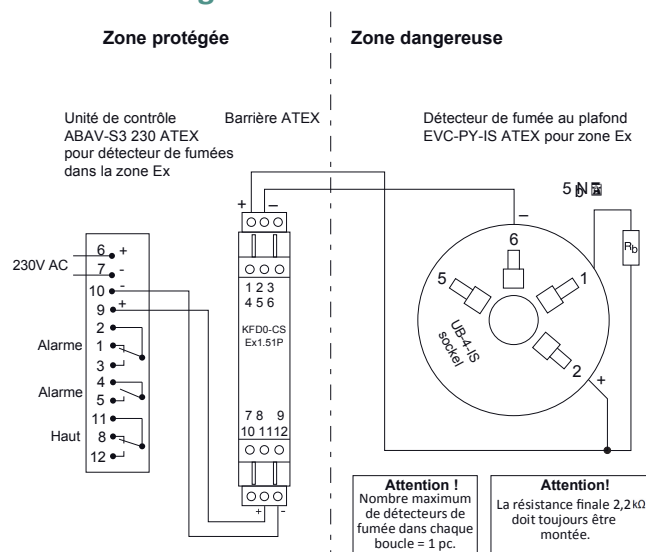 Zone protégée
Zone dangereuse
Unité de contrôle
ABAV-S3 230 ATEX
pour détecteur de fumées
dans la zone Ex
Barrière ATEX
Détecteur de fumée au plafond
EVC-PY-IS ATEX pour zone Ex
+ –
–
230V AC
6 +
7 -
10 -
9 +
2
Alarme 1
3
Alarme 4
5
11
Haut 8
12
1 2 3
4 5 6
KFD0-CS
Ex1.51P
7 8 9
10 11 12
+ -
6
5
1
2
+
UB-4-IS
sockel
Rb
Attention !
Nombre maximum
de détecteurs de
fumée dans chaque
boucle = 1 pc.
Attention!
La résistance finale 2,2kΩ
doit toujours être
montée.